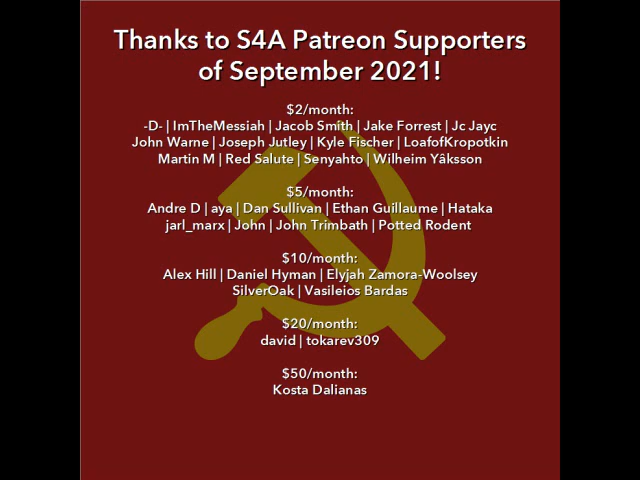 Thanks to S4A Patreon Supporters
of September 2021!
$2/month:
-D- | ImTheMessiah | Jacob Smith | Jake Forrest | Jc Jayc
John Warne | Joseph Jutley | Kyle Fischer | LoafofKropotkin
Martin M | Red Salute | Senyahto | Wilheim Yâksson
$5/month:
Andre D | aya | Dan Sullivan | Ethan Guillaume | Hataka
jarl_marx | John | John Trimbath | Potted Rodent
$10/month:
Alex Hill | Daniel Hyman | Elyjah Zamora-Woolsey
SilverOak | Vasileios Bardas
$20/month:
david | tokarev309
$50/month:
Kosta Dalianas